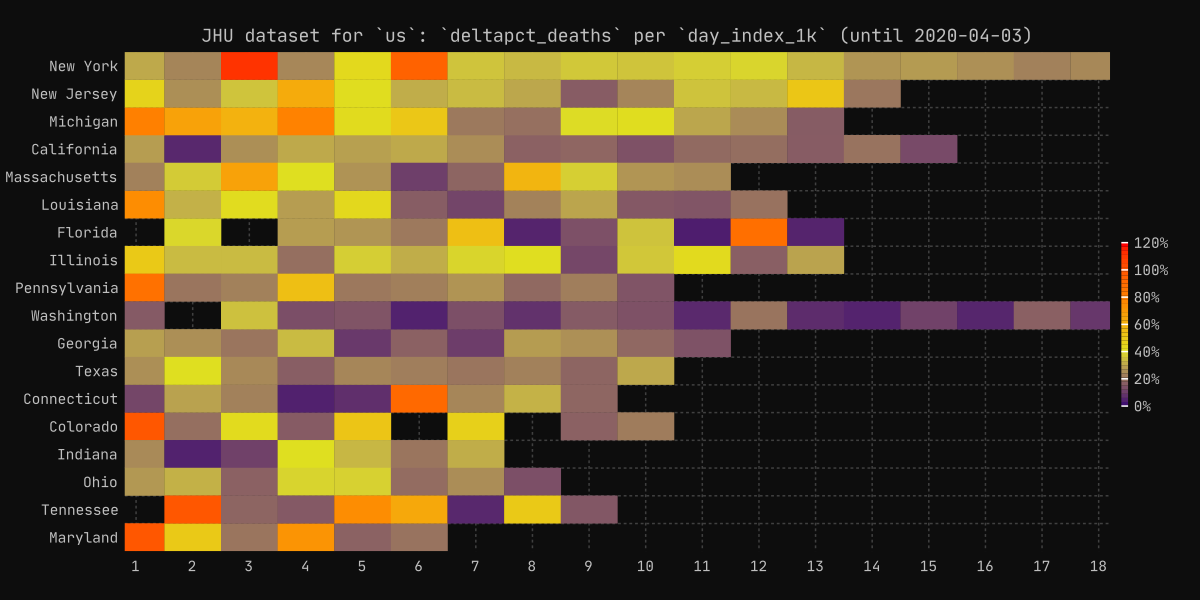 JHU dataset for `us`: `deltapct_deaths` per `day_index_1k` (until 2020-04-03)
New York
New Jersey
Michigan
California
Massachusetts
Louisiana
Florida
Illinois
Pennsylvania
Washington
Georgia
Texas
Connecticut
Colorado
Indiana
Ohio
Tennessee
Maryland
1 2 3 4 5 6 7 8 9 10 11 12 13 14 15 16 17 18
120%
100%
80%
60%
40%
20%
0%